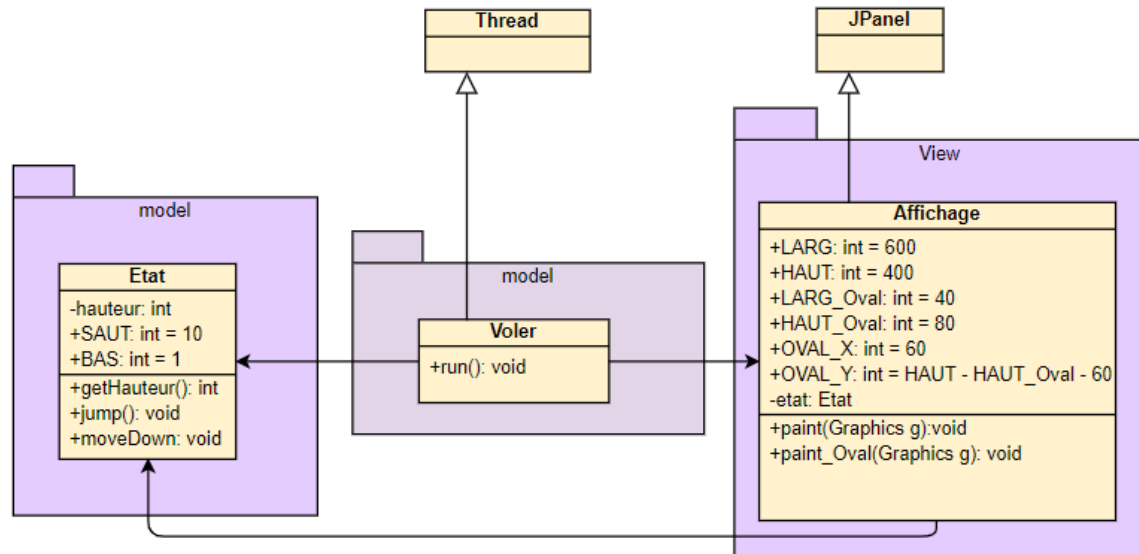 Thread
JPanel
View
model
model
Etat
-hauteur: int
+SAUT: int = 10
+BAS: int = 1
+getHauteur(): int
+jump(): void
+moveDown: void
Voler
+run(): void
Affichage
+LARG: int = 600
+HAUT: int = 400
+LARG_Oval: int = 40
+HAUT_Oval: int = 80
+OVAL_X: int = 60
+OVAL_Y: int = HAUT - HAUT_Oval - 60
-etat: Etat
+paint(Graphics g):void
+paint_Oval(Graphics g): void